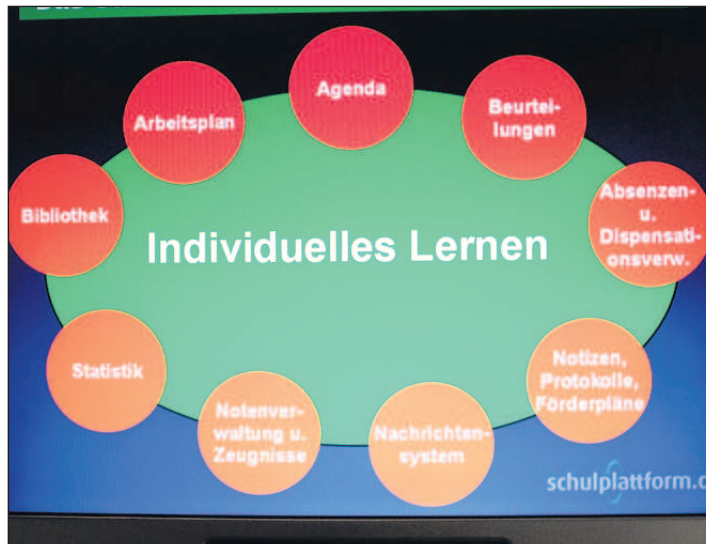 Agenda
Arbeitsplan
Beurtei-
lungen
Bibliothek
Absenzen-
u.
Dispensati-
onsverw.
Individuelles Lernen
Statistik
Notizen,
Protokolle,
Förderpläne
Notenver-
waltung u.
Zeugnisse
Nachrichten-
system
schulplattform.c